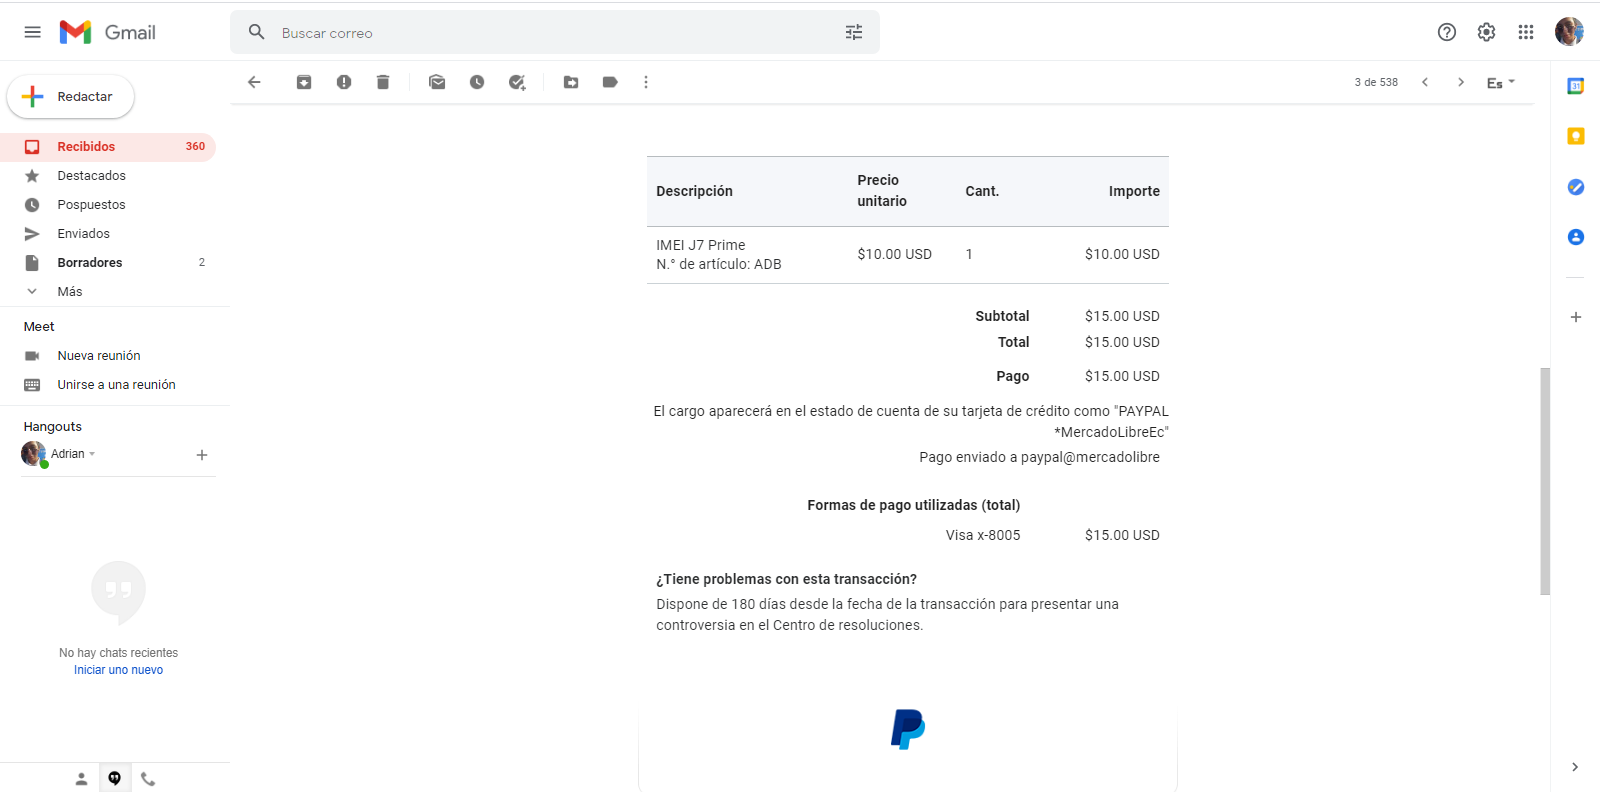 Gmail
Buscar correo
3 de 538
Es
Redactar
Recibidos 360
Destacados
Pospuestos
Enviados
Borradores 2
Más
Meet
Nueva reunión
Unirse a una reunión
Hangouts
Adrian
No hay chats recientes
Iniciar uno nuevo
Descripción Precio unitario Cant. Importe
IMEI J7 Prime
N.° de artículo: ADB $10.00 USD 1 $10.00 USD
Subtotal $15.00 USD
Total $15.00 USD
Pago $15.00 USD
El cargo aparecerá en el estado de cuenta de su tarjeta de crédito como "PAYPAL
*MercadoLibreEc"
Pago enviado a paypal@mercadolibre
Formas de pago utilizadas (total)
Visa x-8005 $15.00 USD
¿Tiene problemas con esta transacción?
Dispone de 180 días desde la fecha de la transacción para presentar una
controversia en el Centro de resoluciones.
31